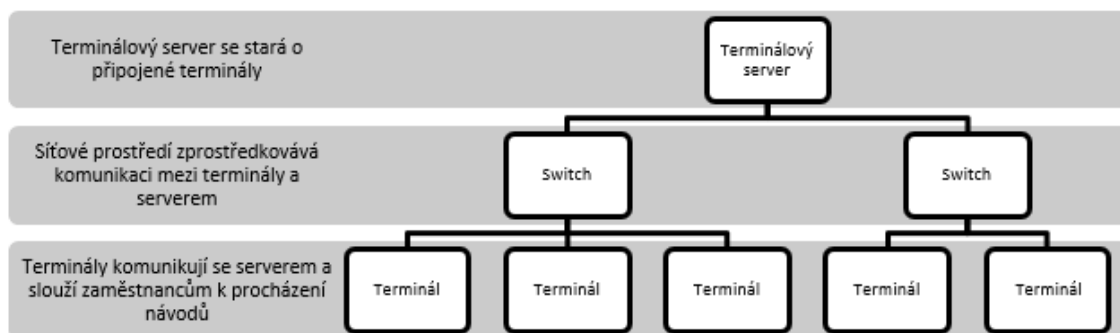 Terminálový server se stará o
připojené terminály
Terminálový
server
Síťové prostředí zprostředkovává
komunikaci mezi terminály a
serverem
Switch
Switch
Terminály komunikují se serverem a
slouží zaměstnancům k procházení
návodů
Terminál
Terminál
Terminál
Terminál
Terminál